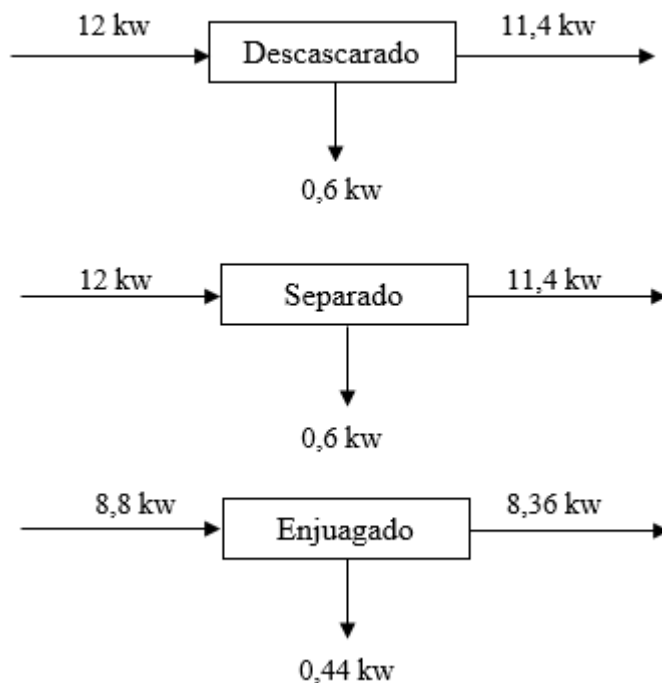 12 kw
11,4 kw
Descascarado
0,6 kw
12 kw
11,4 kw
Separado
0,6 kw
8,8 kw
8,36 kw
Enjuagado
0,44 kw